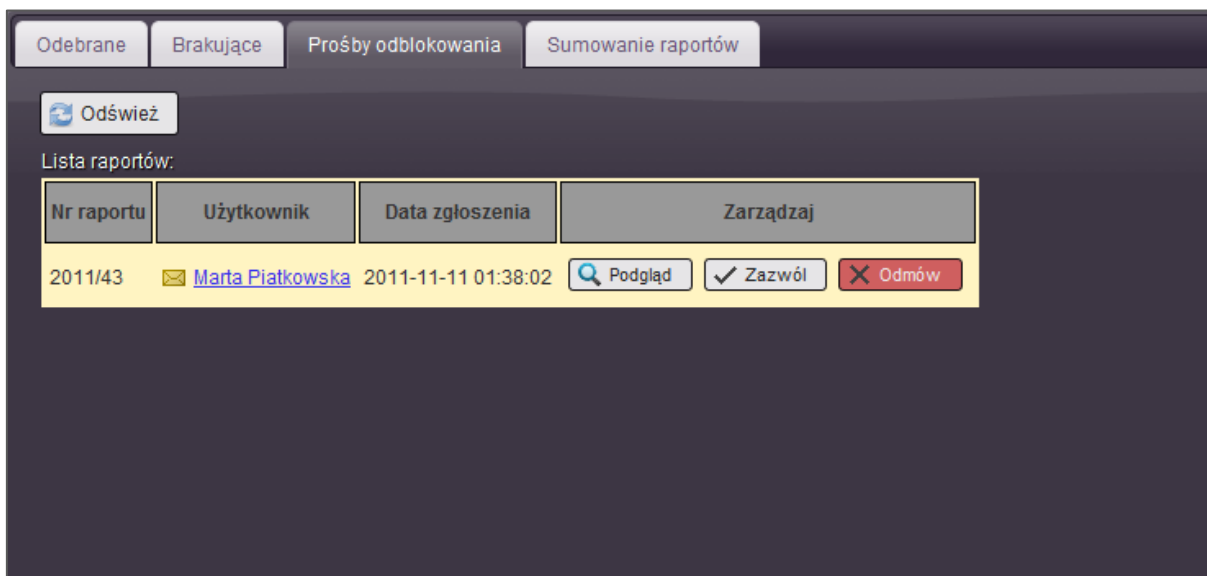 Odebrane Brakujące Prośby odblokowania Sumowanie raportów
Odśwież
Lista raportów:
Nr raportu Użytkownik Data zgłoszenia Zarządzaj
2011/43 Marta Piatkowska 2011-11-11 01:38:02 Podgląd Zazwól Odmów